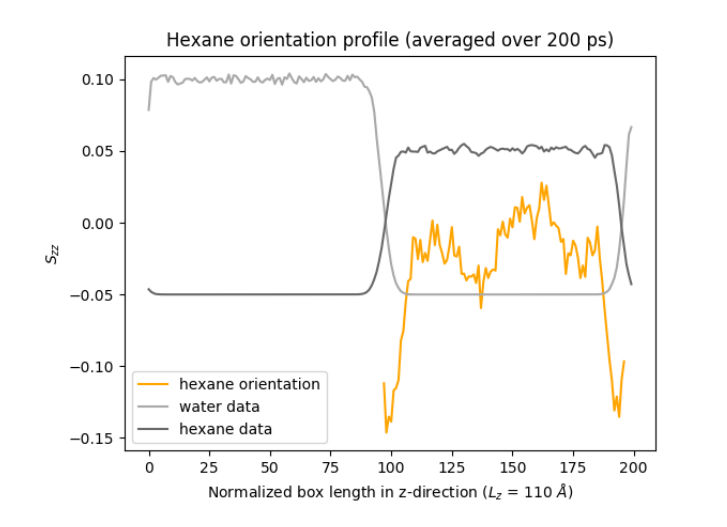 Hexane orientation profile (averaged over 200 ps)
0.10
0.05
0.00
−0.05
−0.10
−0.15
S_zz
hexane orientation
water data
hexane data
0 25 50 75 100 125 150 175 200
Normalized box length in z-direction (L_z = 110 Å)